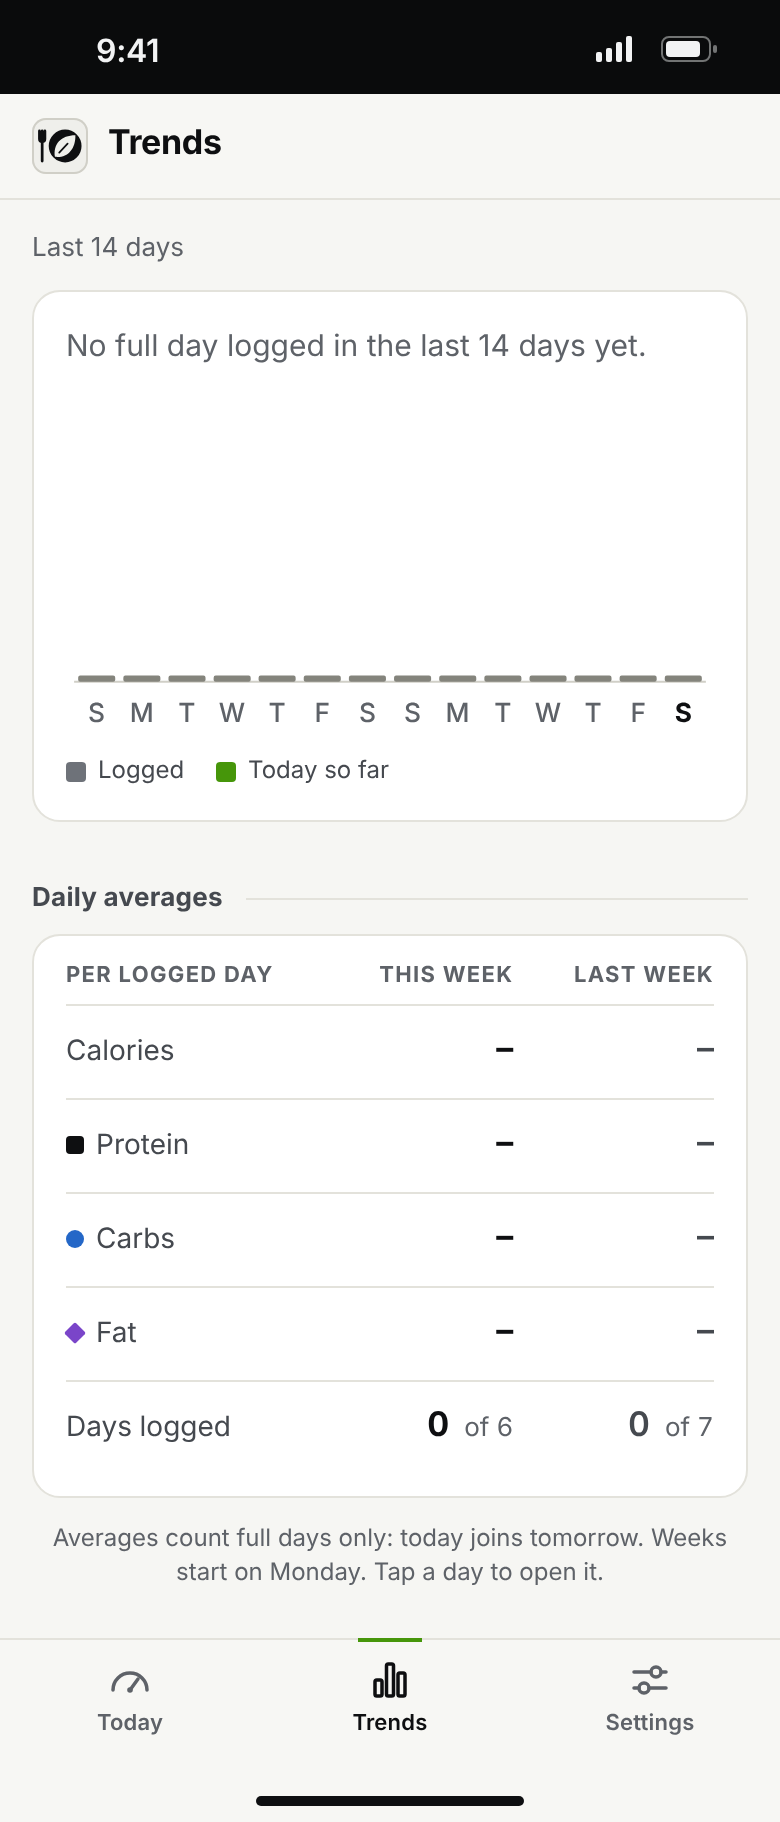 9:41
Trends
Last 14 days
No full day logged in the last 14 days yet.
S M T W T F S S M T W T F S
Logged Today so far
Daily averages
PER LOGGED DAY THIS WEEK LAST WEEK
Calories – –
Protein – –
Carbs – –
Fat – –
Days logged 0 of 6 0 of 7
Averages count full days only: today joins tomorrow. Weeks
start on Monday. Tap a day to open it.
Today Trends Settings